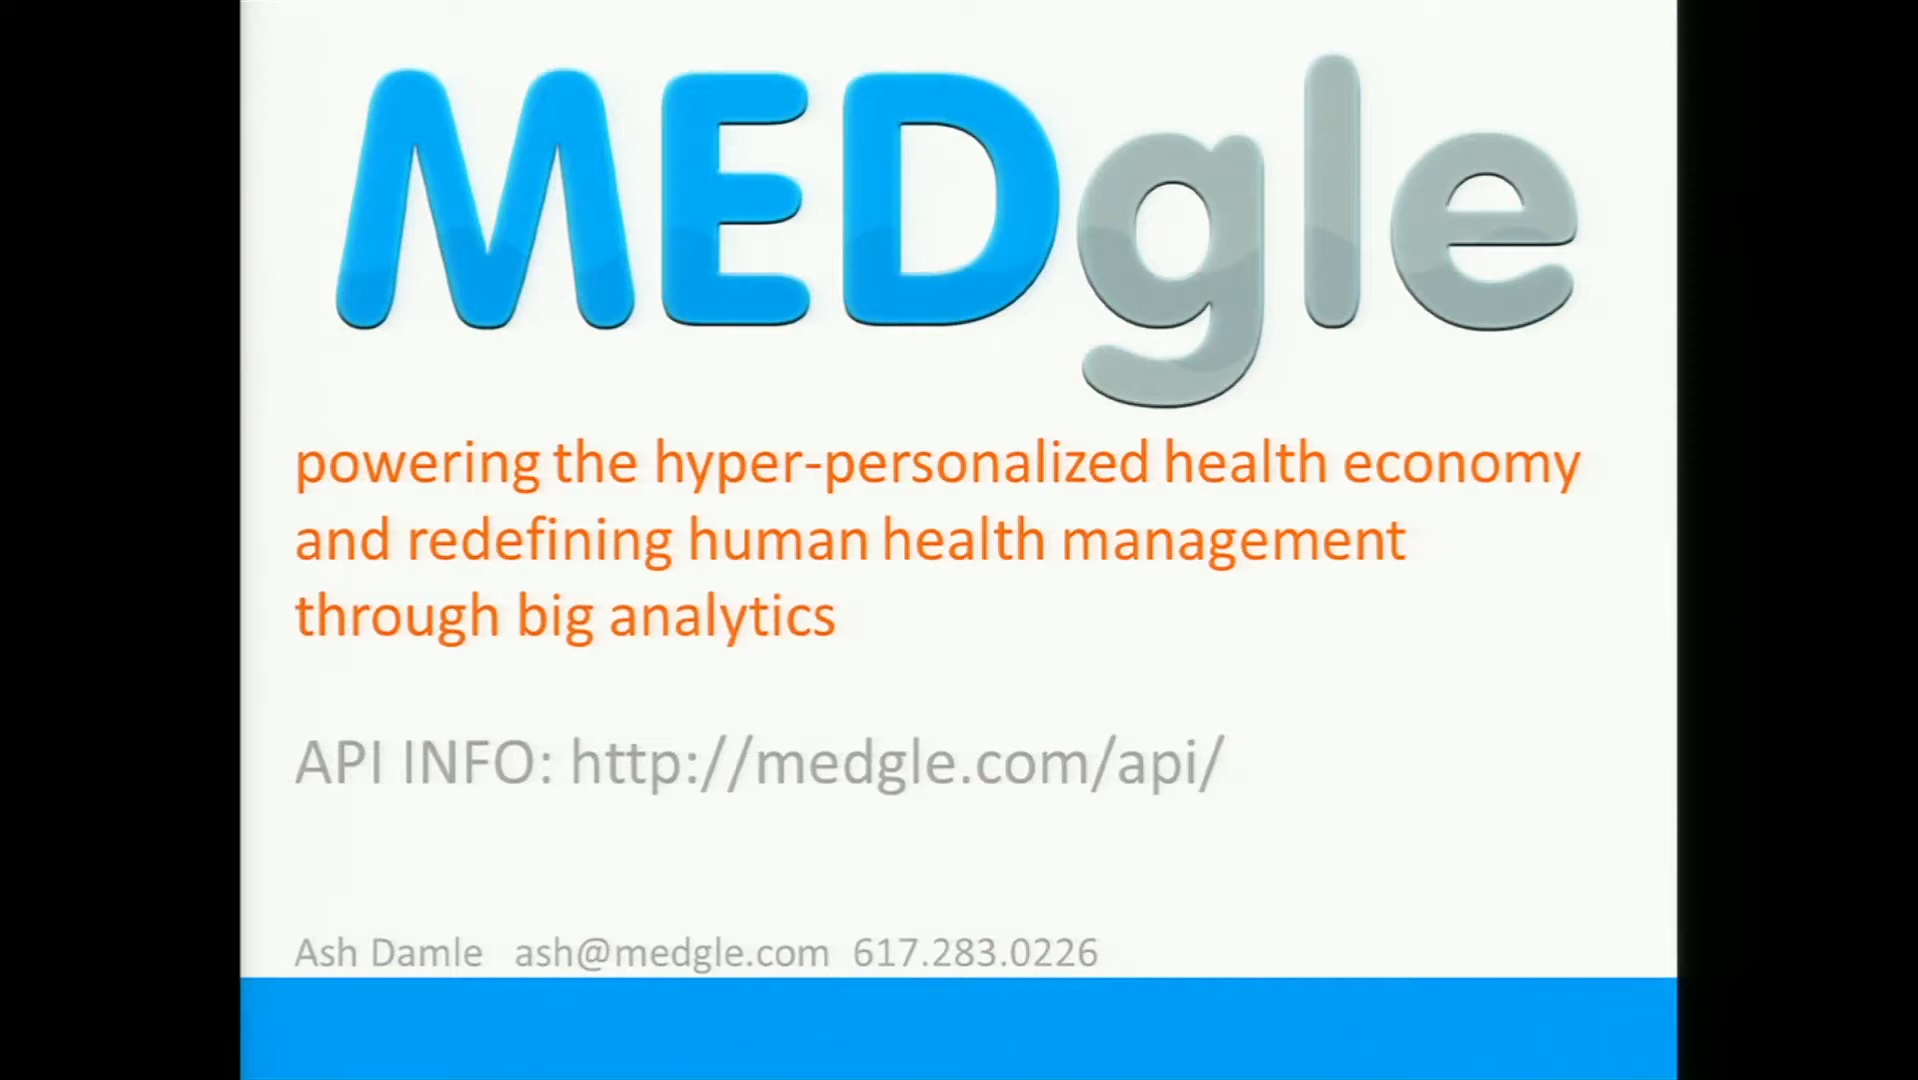 MEDgle
powering the hyper-personalized health economy
and redefining human health management
through big analytics
API INFO: http://medgle.com/api/
Ash Damle ash@medgle.com 617.283.0226